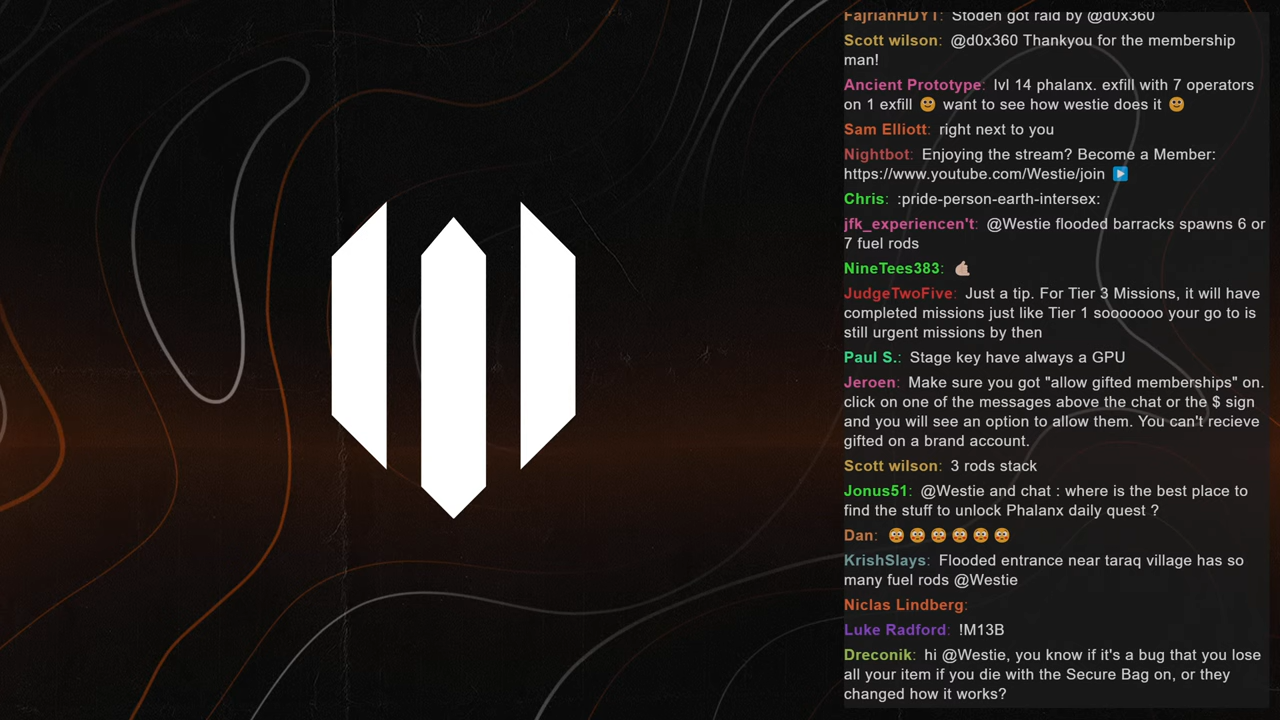 FajrianHDYT: Stodeh got raid by @d0x360
Scott wilson: @d0x360 Thankyou for the membership
man!
Ancient Prototype: lvl 14 phalanx. exfill with 7 operators
on 1 exfill 🙂 want to see how westie does it 🙂
Sam Elliott: right next to you
Nightbot: Enjoying the stream? Become a Member:
https://www.youtube.com/Westie/join ▶️
Chris: :pride-person-earth-intersex:
jfk_experiencen't: @Westie flooded barracks spawns 6 or
7 fuel rods
NineTees383: 🤙🏼
JudgeTwoFive: Just a tip. For Tier 3 Missions, it will have
completed missions just like Tier 1 sooooooo your go to is
still urgent missions by then
Paul S.: Stage key have always a GPU
Jeroen: Make sure you got "allow gifted memberships" on.
click on one of the messages above the chat or the $ sign
and you will see an option to allow them. You can't recieve
gifted on a brand account.
Scott wilson: 3 rods stack
Jonus51: @Westie and chat : where is the best place to
find the stuff to unlock Phalanx daily quest ?
Dan:
KrishSlays: Flooded entrance near taraq village has so
many fuel rods @Westie
Niclas Lindberg:
Luke Radford: !M13B
Dreconik: hi @Westie, you know if it's a bug that you lose
all your item if you die with the Secure Bag on, or they
changed how it works?